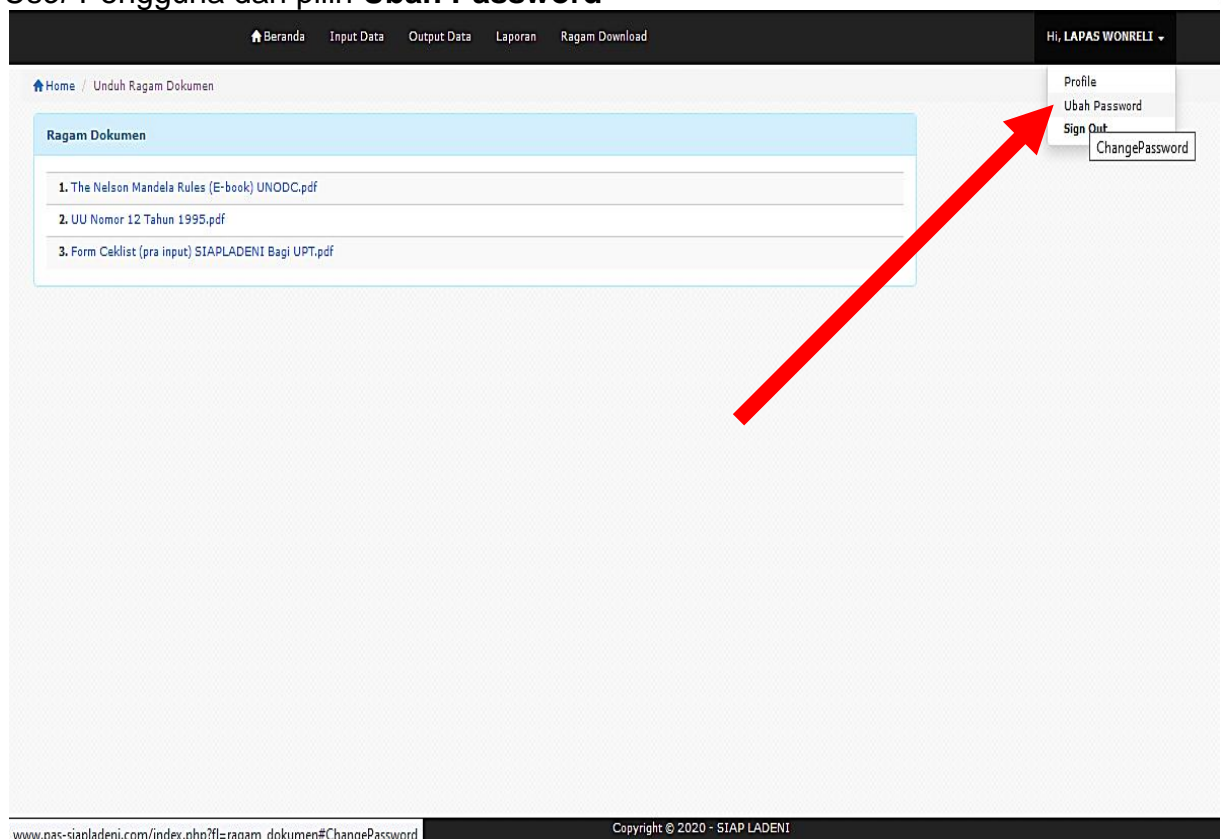 User Pengguna dan pilih Ubah Password
Beranda Input Data Output Data Laporan Ragam Download Hi, LAPAS WONRELI
Home / Unduh Ragam Dokumen
Profile
Ubah Password
Sign Out
ChangePassword
Ragam Dokumen
1. The Nelson Mandela Rules (E-book) UNODC.pdf
2. UU Nomor 12 Tahun 1995.pdf
3. Form Ceklist (pra input) SIAPLADENI Bagi UPT.pdf
www.pas-siapladeni.com/index.php?fl=ragam_dokumen#ChangePassword
Copyright © 2020 - SIAP LADENI